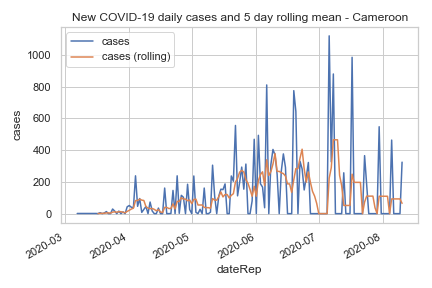 New COVID-19 daily cases and 5 day rolling mean - Cameroon
cases
cases (rolling)
1000
800
600
400
200
0
cases
2020-03
2020-04
2020-05
2020-06
2020-07
2020-08
dateRep